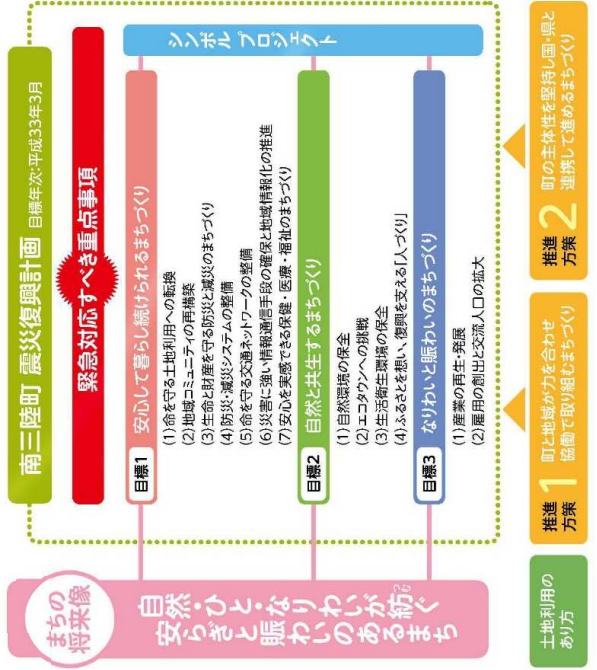 南三陸町 震災復興計画 目標年次:平成33年3月
緊急対応すべき重点事項
まちの
将来像
自然・ひと・なりわいが紡ぐ
安らぎと賑わいのあるまち
シンボルプロジェクト
目標1 安心して暮らし続けられるまちづくり
(1)命を守る土地利用への転換
(2)地域コミュニティの再構築
(3)生命と財産を守る防災と減災のまちづくり
(4)防災・減災システムの整備
(5)命を守る交通ネットワークの整備
(6)災害に強い情報通信手段の確保と地域情報化の推進
(7)安心を実感できる保健・医療・福祉のまちづくり
目標2 自然と共生するまちづくり
(1)自然環境の保全
(2)エコタウンへの挑戦
(3)生活衛生環境の保全
(4)ふるさとを想い、復興を支える「人づくり」
目標3 なりわいと賑わいのまちづくり
(1)産業の再生・発展
(2)雇用の創出と交流人口の拡大
土地利用の
あり方
推進
方策 1 町と地域が力を合わせ
協働で取り組むまちづくり
推進
方策 2 町の主体性を堅持し国・県と
連携して進めるまちづくり